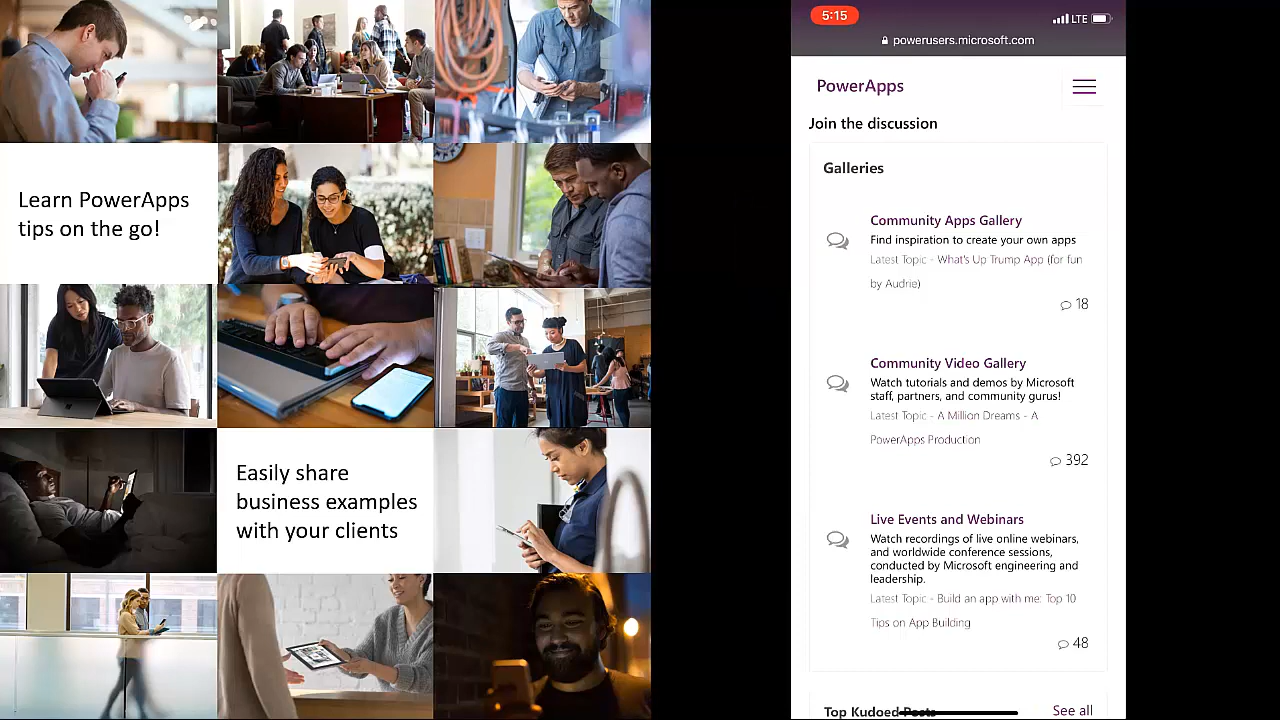 Learn PowerApps
tips on the go!
Easily share
business examples
with your clients
5:15
LTE
powerusers.microsoft.com
PowerApps
Join the discussion
Galleries
Community Apps Gallery
Find inspiration to create your own apps
Latest Topic - What's Up Trump App (for fun
by Audrie)
18
Community Video Gallery
Watch tutorials and demos by Microsoft
staff, partners, and community gurus!
Latest Topic - A Million Dreams - A
PowerApps Production
392
Live Events and Webinars
Watch recordings of live online webinars,
and worldwide conference sessions,
conducted by Microsoft engineering and
leadership.
Latest Topic - Build an app with me: Top 10
Tips on App Building
48
Top Kudoed Posts
See all